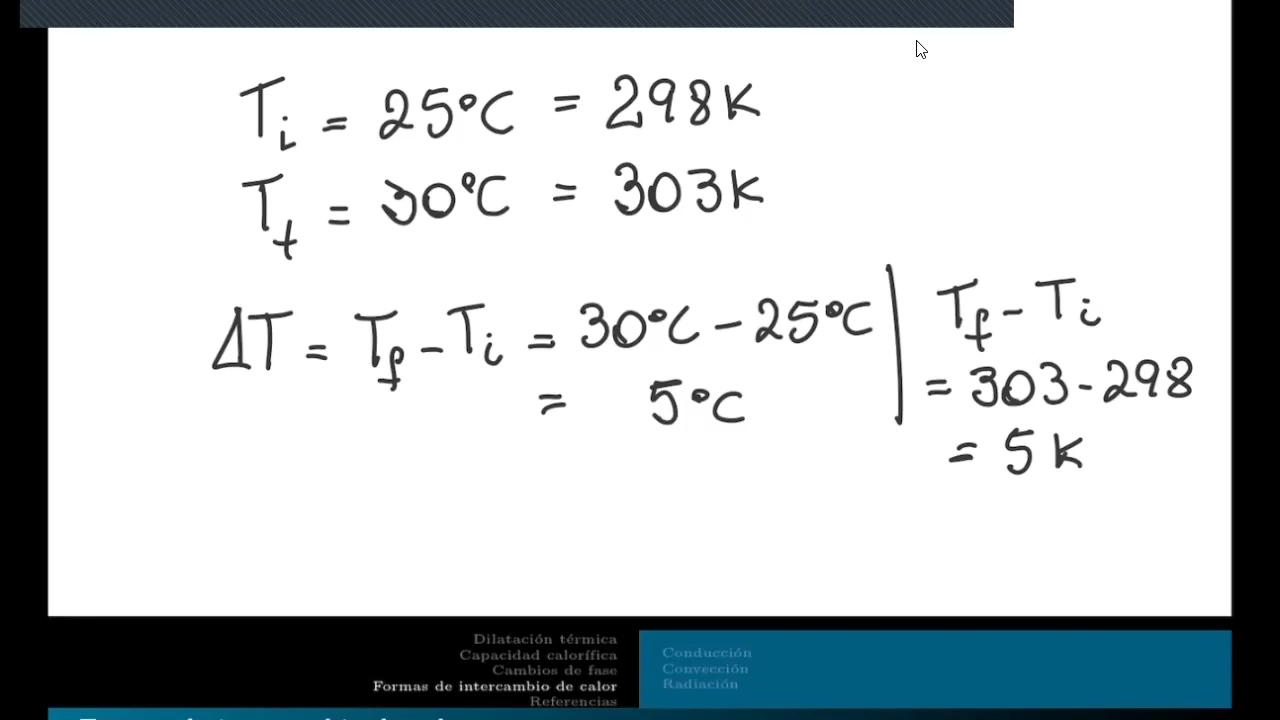 Ti = 25°C = 298K
Tf = 30°C = 303K
ΔT = Tf - Ti = 30°C - 25°C
= 5°C
Tf - Ti
= 303 - 298
= 5K
Dilatación térmica
Capacidad calorífica
Cambios de fase
Formas de intercambio de calor
Referencias
Conducción
Convección
Radiación